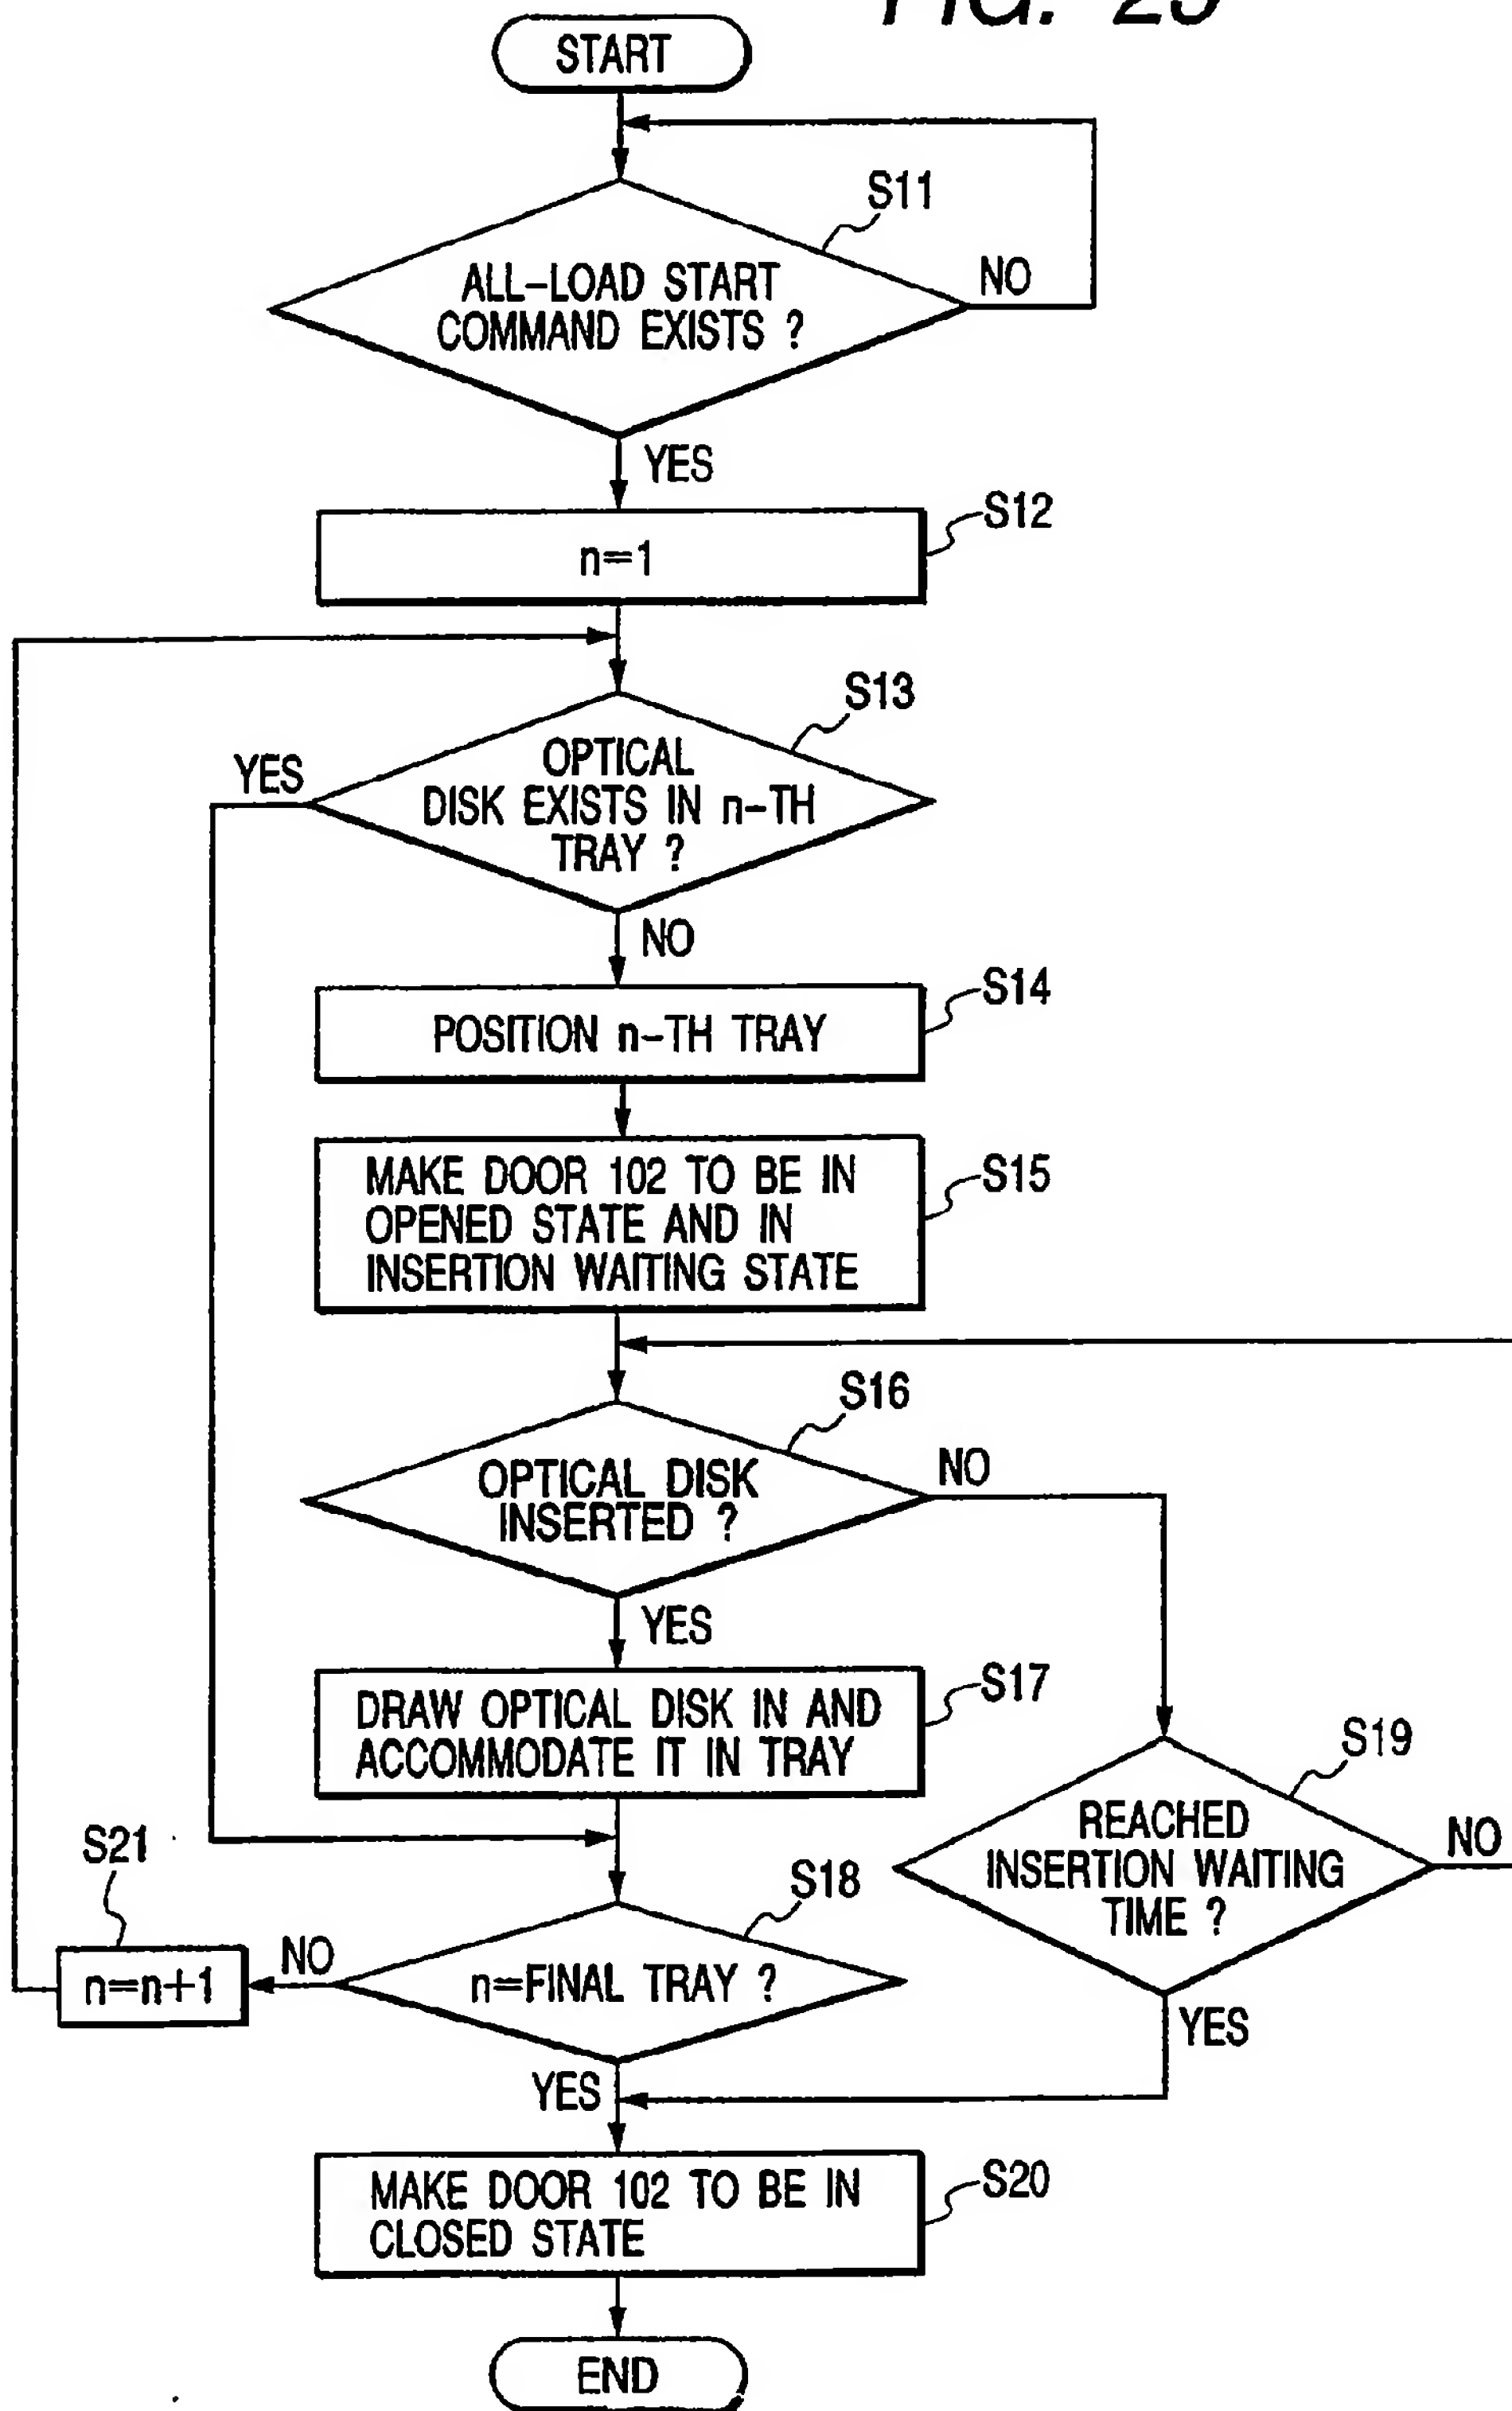 FIG. 25
START
S11
ALL-LOAD START
COMMAND EXISTS ?
NO
YES
S12
n=1
S13
YES
OPTICAL
DISK EXISTS IN n-TH
TRAY ?
NO
S14
POSITION n-TH TRAY
S15
MAKE DOOR 102 TO BE IN
OPENED STATE AND IN
INSERTION WAITING STATE
S16
OPTICAL DISK
INSERTED ?
NO
YES
S17
DRAW OPTICAL DISK IN AND
ACCOMMODATE IT IN TRAY
S19
REACHED
INSERTION WAITING
TIME ?
NO
S21
S18
n=n+1
NO
n=FINAL TRAY ?
YES
YES
S20
MAKE DOOR 102 TO BE IN
CLOSED STATE
END